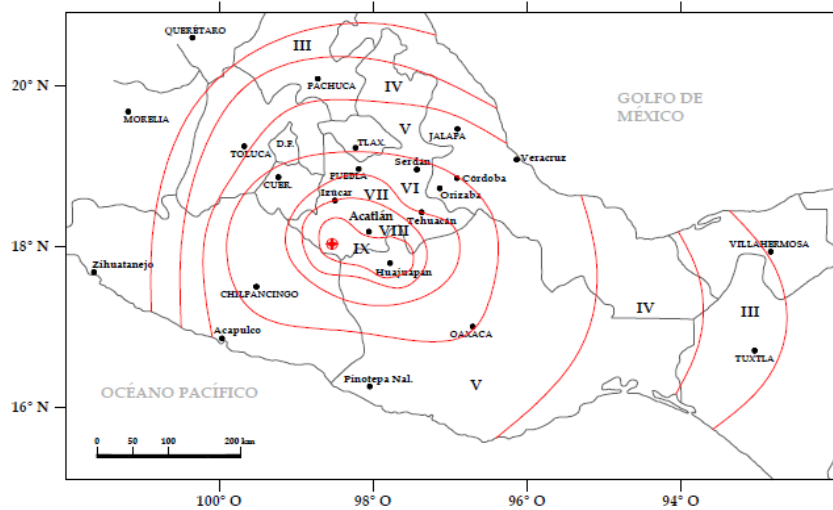 QUERÉTARO
III
20° N
PACHUCA
IV
GOLFO DE
MÉXICO
MORELIA
V
JALAPA
D.F.
TLAX.
TOLUCA
Serdán
Veracruz
PUEBLA
VI
Córdoba
CUER.
Izúcar
VII
Orizaba
Acatlán
Tehuacán
VIII
18° N
IX
VILLAHERMOSA
Zihuatanejo
Huajuápan
CHILPANCINGO
IV
III
Acapulco
OAXACA
TUXTLA
Pinotepa Nal.
V
OCÉANO PACÍFICO
16° N
0 50 100 200 km
100° O
98° O
96° O
94° O